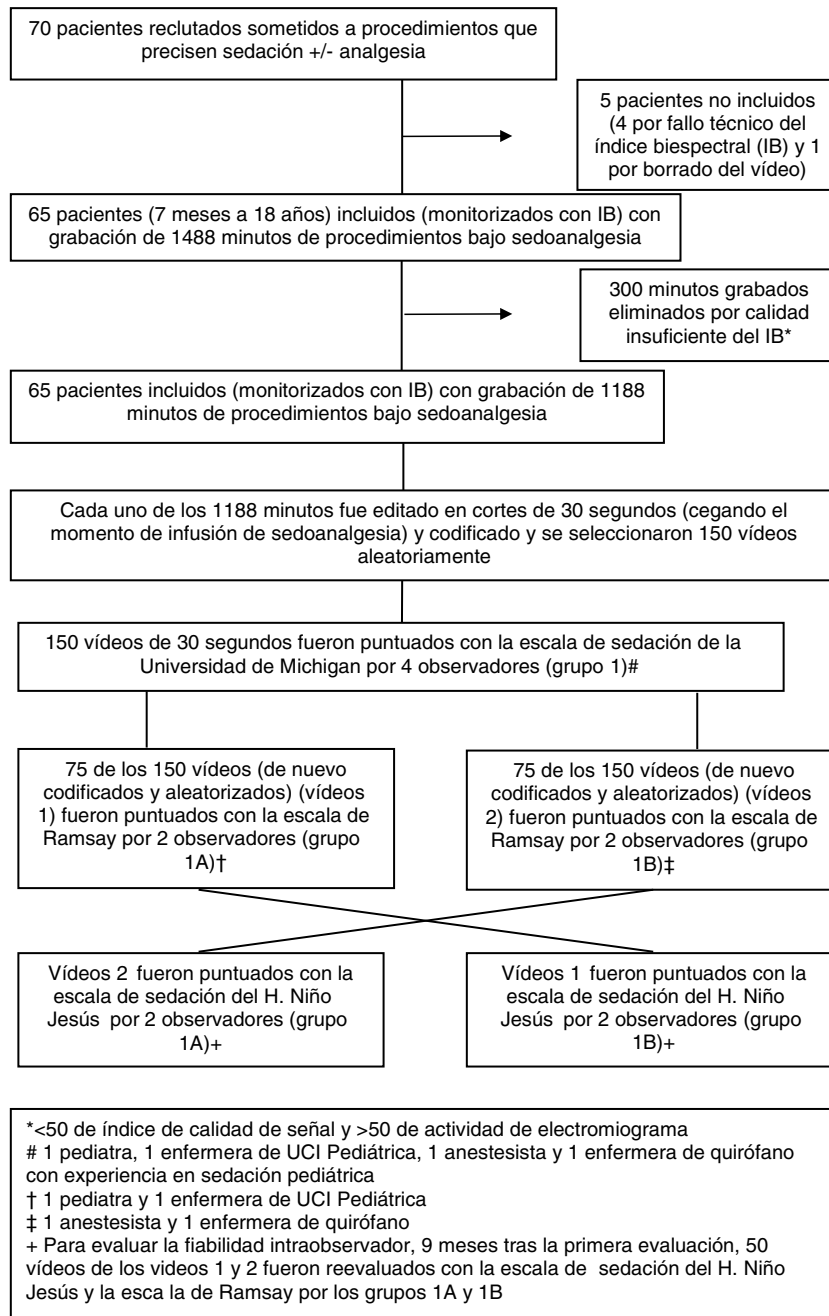 70 pacientes reclutados sometidos a procedimientos que
precisen sedación +/- analgesia
5 pacientes no incluidos
(4 por fallo técnico del
índice biespectral (IB) y 1
por borrado del vídeo)
65 pacientes (7 meses a 18 años) incluidos (monitorizados con IB) con
grabación de 1488 minutos de procedimientos bajo sedoanalgesia
300 minutos grabados
eliminados por calidad
insuficiente del IB*
65 pacientes incluidos (monitorizados con IB) con grabación de 1188
minutos de procedimientos bajo sedoanalgesia
Cada uno de los 1188 minutos fue editado en cortes de 30 segundos (cegando el
momento de infusión de sedoanalgesia) y codificado y se seleccionaron 150 vídeos
aleatoriamente
150 vídeos de 30 segundos fueron puntuados con la escala de sedación de la
Universidad de Michigan por 4 observadores (grupo 1)#
75 de los 150 vídeos (de nuevo
codificados y aleatorizados) (vídeos
1) fueron puntuados con la escala de
Ramsay por 2 observadores (grupo
1A)†
75 de los 150 vídeos (de nuevo
codificados y aleatorizados) (vídeos
2) fueron puntuados con la escala de
Ramsay por 2 observadores (grupo
1B)‡
Vídeos 2 fueron puntuados con la
escala de sedación del H. Niño
Jesús por 2 observadores (grupo
1A)+
Vídeos 1 fueron puntuados con la
escala de sedación del H. Niño
Jesús por 2 observadores (grupo
1B)+
*<50 de índice de calidad de señal y >50 de actividad de electromiograma
# 1 pediatra, 1 enfermera de UCI Pediátrica, 1 anestesista y 1 enfermera de quirófano
con experiencia en sedación pediátrica
† 1 pediatra y 1 enfermera de UCI Pediátrica
‡ 1 anestesista y 1 enfermera de quirófano
+ Para evaluar la fiabilidad intraobservador, 9 meses tras la primera evaluación, 50
vídeos de los videos 1 y 2 fueron reevaluados con la escala de sedación del H. Niño
Jesús y la esca la de Ramsay por los grupos 1A y 1B